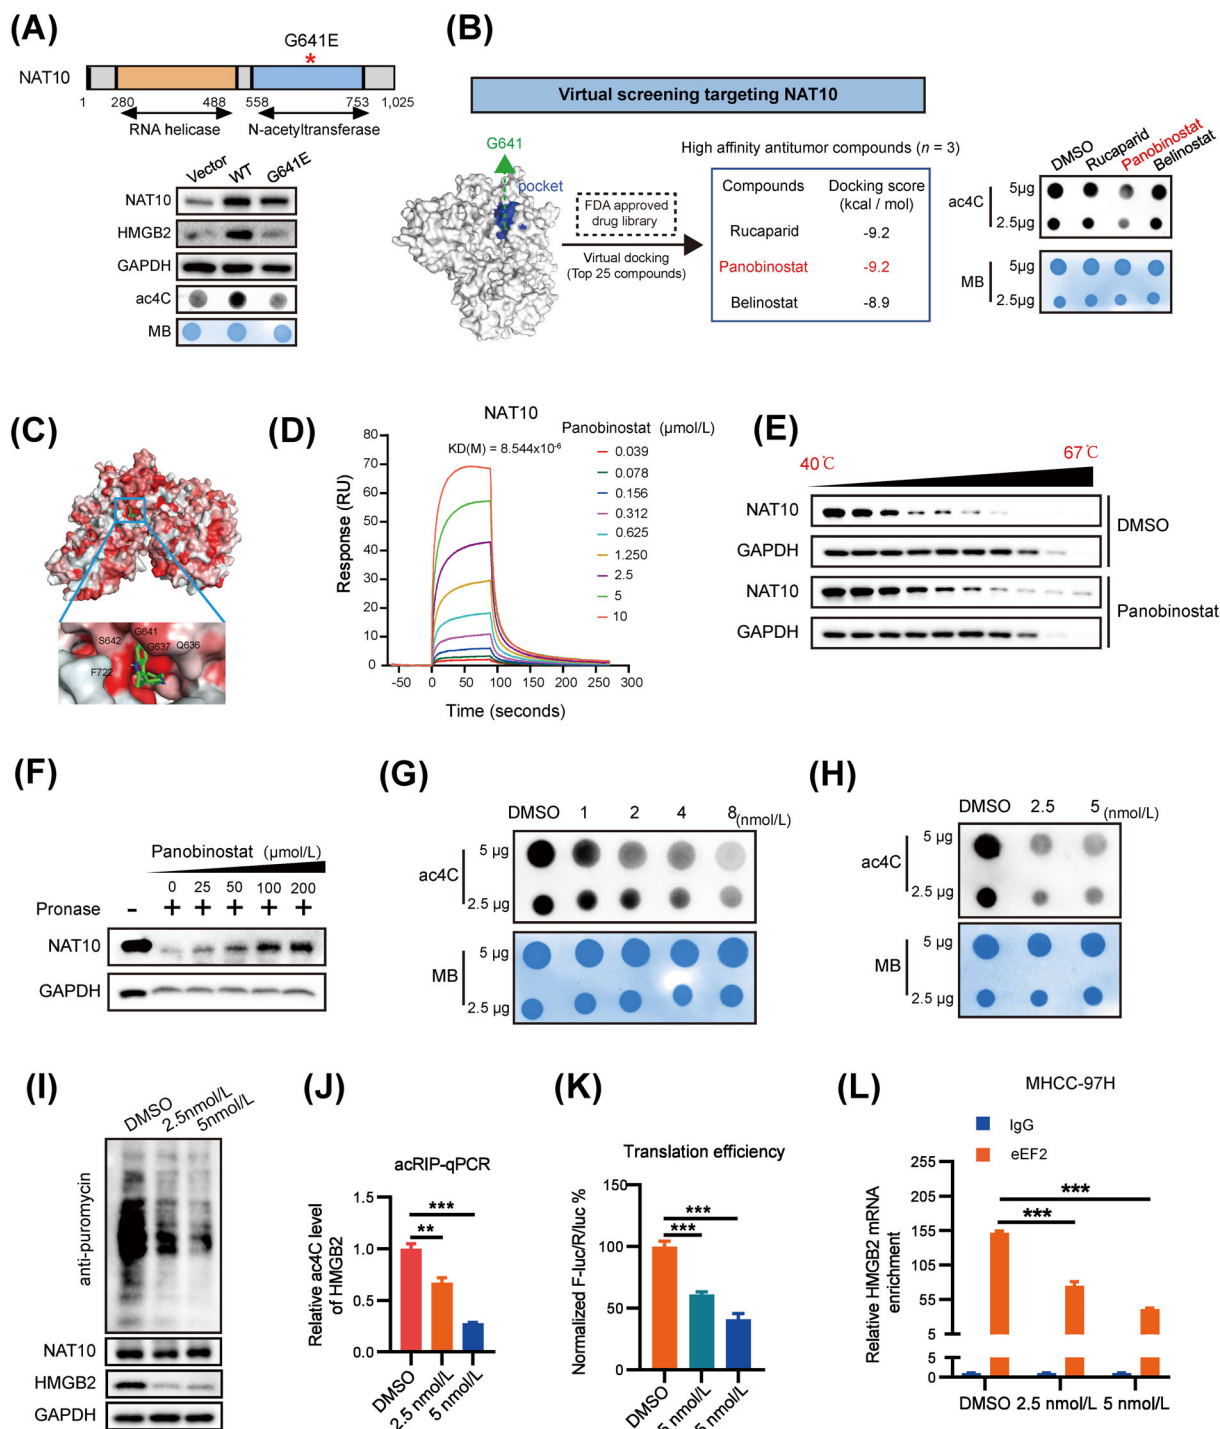 (A)
G641E
*
NAT10
1 280 488 558 753 1,025
RNA helicase N-acetyltransferase
Vector WT G641E
NAT10
HMGB2
GAPDH
ac4C
MB
(B)
Virtual screening targeting NAT10
G641
pocket
FDA approved
drug library
Virtual docking
(Top 25 compounds)
High affinity antitumor compounds (n = 3)
Compounds Docking score
(kcal / mol)
Rucaparid -9.2
Panobinostat -9.2
Belinostat -8.9
DMSO Rucaparid Panobinostat Belinostat
ac4C
5μg
2.5μg
MB
5μg
2.5μg
(C)
S642 G641 G637 Q636
F722
(D)
NAT10
KD(M) = 8.544x10-6
Panobinostat (μmol/L)
0.039
0.078
0.156
0.312
0.625
1.250
2.5
5
10
Response (RU)
80
70
60
50
40
30
20
10
0
-50 0 50 100 150 200 250 300
Time (seconds)
(E)
40℃ 67℃
NAT10
GAPDH
DMSO
NAT10
GAPDH
Panobinostat
(F)
Panobinostat (μmol/L)
0 25 50 100 200
Pronase - + + + + +
NAT10
GAPDH
(G)
DMSO 1 2 4 8 (nmol/L)
ac4C
5 μg
2.5 μg
MB
5 μg
2.5 μg
(H)
DMSO 2.5 5 (nmol/L)
ac4C
5 μg
2.5 μg
MB
5 μg
2.5 μg
(I)
DMSO 2.5nmol/L 5nmol/L
anti-puromycin
NAT10
HMGB2
GAPDH
(J)
acRIP-qPCR
Relative ac4C level
of HMGB2
1.5
1.0
0.5
0.0
***
**
DMSO 2.5 nmol/L 5 nmol/L
(K)
Translation efficiency
Normalized F-luc/R/luc %
150
100
50
0
***
***
DMSO 5 nmol/L 5 nmol/L
(L)
MHCC-97H
IgG
eEF2
Relative HMGB2 mRNA
enrichment
255
205
155
105
55
5
5
0
***
***
DMSO 2.5 nmol/L 5 nmol/L